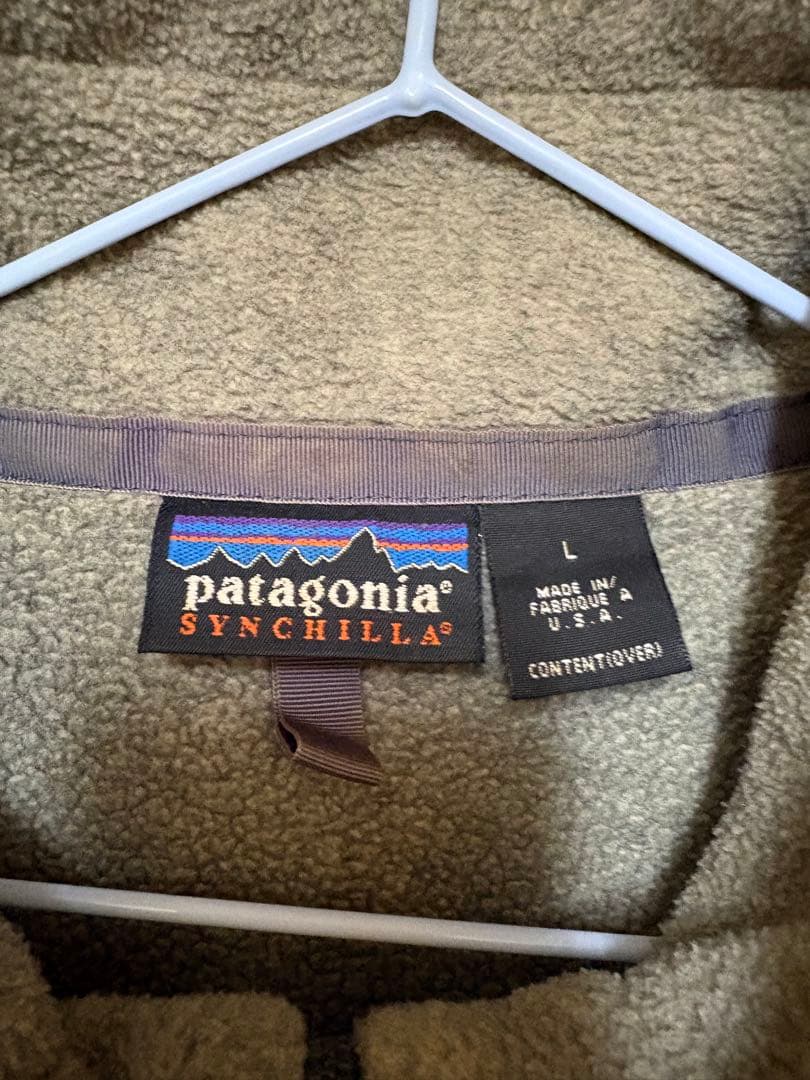 patagonia®
SYNCHILLA®
L
MADE IN/
FABRIQUE A
U.S.A.
CONTENT(OVER)